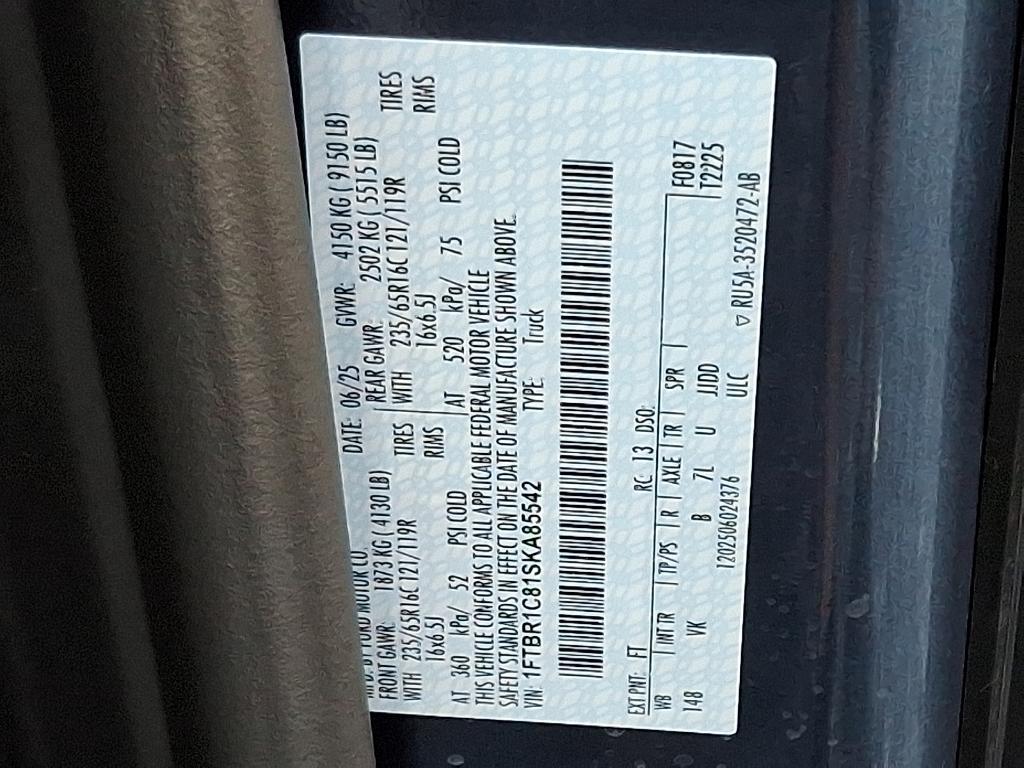 MFD. BY FORD MOTOR CO.
DATE: 06/25 GVWR: 4150 KG ( 9150 LB)
FRONT GAWR: 1873 KG ( 4130 LB) REAR GAWR: 2502 KG ( 5515 LB)
WITH 235/65R16C 121/119R TIRES WITH 235/65R16C 121/119R TIRES
16x6.5J RIMS 16x6.5J RIMS
AT 360 kPa/ 52 PSI COLD AT 520 kPa/ 75 PSI COLD
THIS VEHICLE CONFORMS TO ALL APPLICABLE FEDERAL MOTOR VEHICLE
SAFETY STANDARDS IN EFFECT ON THE DATE OF MANUFACTURE SHOWN ABOVE.
VIN: 1FTBR1C81SKA85542 TYPE: Truck
EXT PNT: FT RC: 13 DSO:
WB INT TR TP/PS R AXLE TR SPR F0817
148 VK B 7L U JJDD T2225
1202506024376 ULC
▽ RU5A-3520472-AB